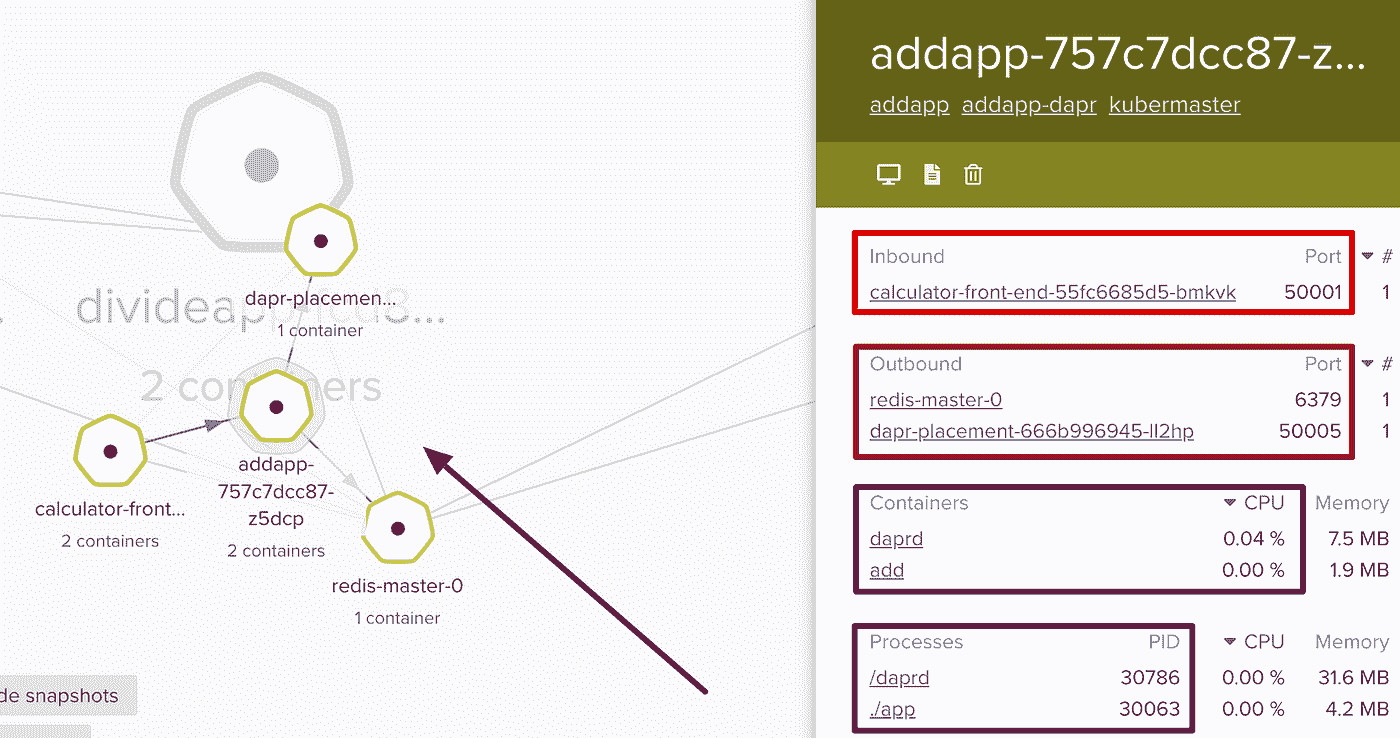 divideapp-fcd8...
2 containers
dapr-placemen...
1 container
calculator-front...
2 containers
addapp-
757c7dcc87-
z5dcp
2 containers
redis-master-0
1 container
de snapshots
addapp-757c7dcc87-z...
addapp addapp-dapr kubermaster
Inbound Port #
calculator-front-end-55fc6685d5-bmkvk 50001 1
Outbound Port #
redis-master-0 6379 1
dapr-placement-666b996945-ll2hp 50005 1
Containers CPU Memory
daprd 0.04 % 7.5 MB
add 0.00 % 1.9 MB
Processes PID CPU Memory
/daprd 30786 0.00 % 31.6 MB
./app 30063 0.00 % 4.2 MB